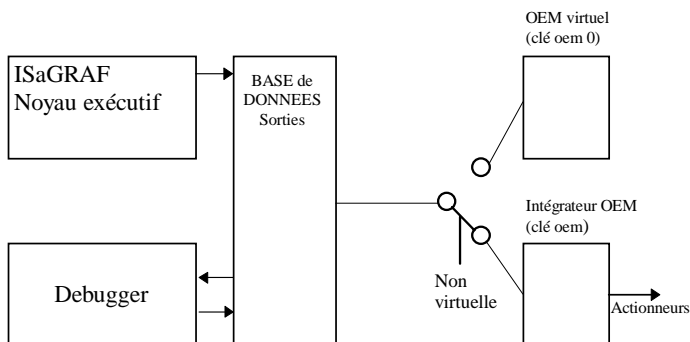 ISaGRAF
Noyau exécutif
BASE de
DONNEES
Sorties
OEM virtuel
(clé oem 0)
Intégrateur OEM
(clé oem)
Non
virtuelle
Debugger
Actionneurs